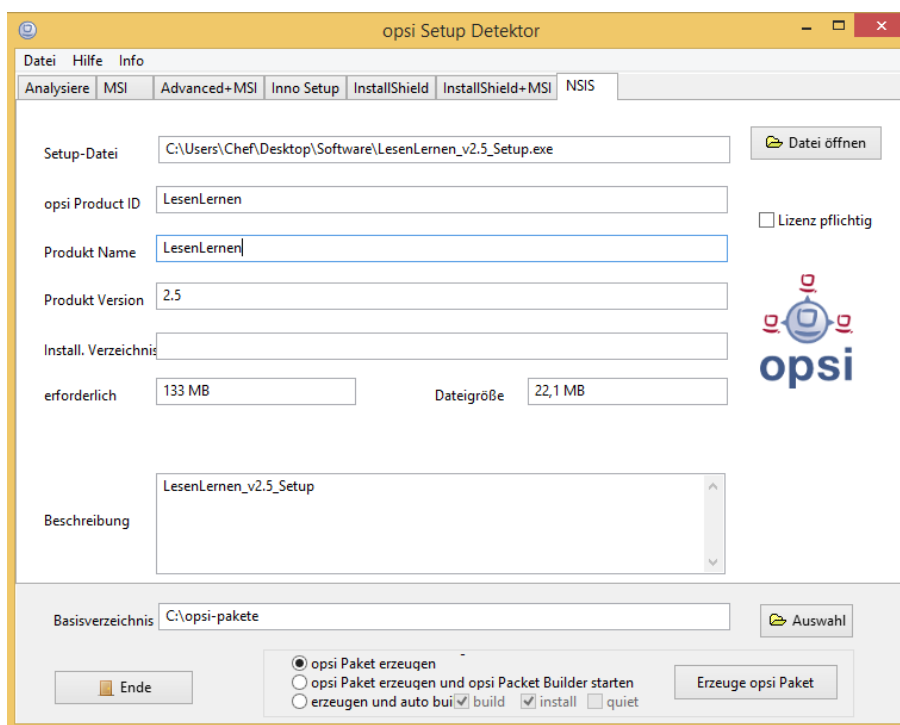 opsi Setup Detektor
Datei Hilfe Info
Analysiere MSI Advanced+MSI Inno Setup InstallShield InstallShield+MSI NSIS
Setup-Datei C:\Users\Chef\Desktop\Software\LesenLernen_v2.5_Setup.exe Datei öffnen
opsi Product ID LesenLernen
Lizenz pflichtig
Produkt Name LesenLernen
Produkt Version 2.5
Install. Verzeichnis
opsi
erforderlich 133 MB Dateigröße 22,1 MB
LesenLernen_v2.5_Setup
Beschreibung
Basisverzeichnis C:\opsi-pakete Auswahl
opsi Paket erzeugen
Ende opsi Paket erzeugen und opsi Packet Builder starten Erzeuge opsi Paket
erzeugen und auto bui build install quiet